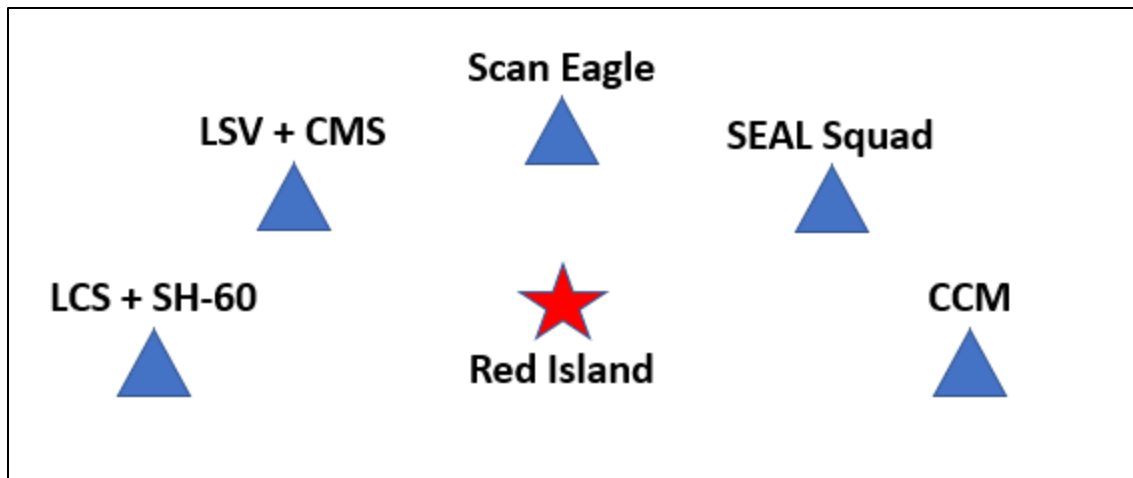 Scan Eagle
LSV + CMS
SEAL Squad
LCS + SH-60
CCM
Red Island